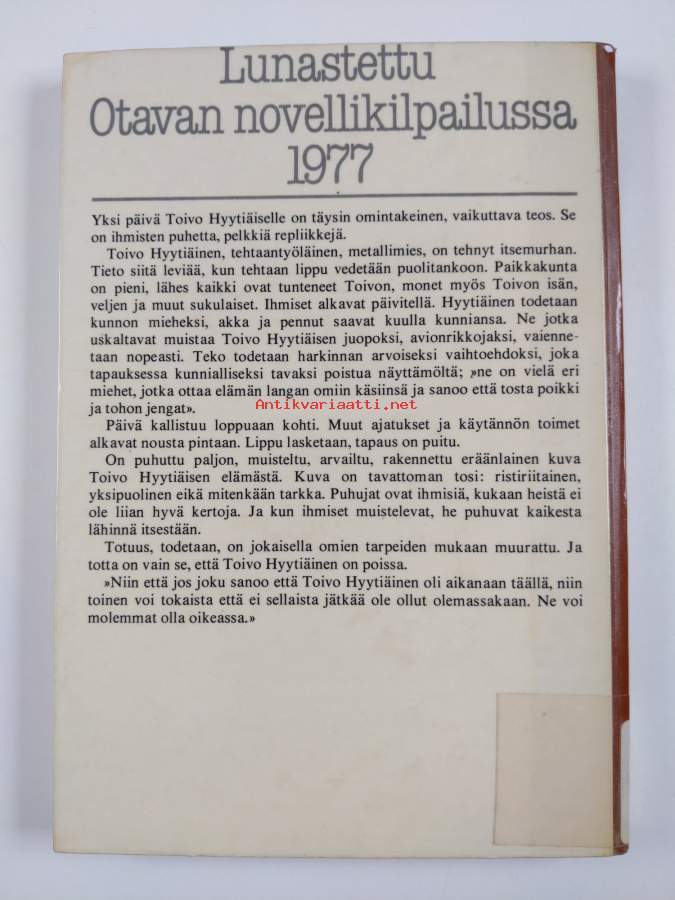 Lunastettu
Otavan novellikilpailussa
1977
Yksi päivä Toivo Hyytiäiselle on täysin omintakeinen, vaikuttava teos. Se
on ihmisten puhetta, pelkkiä repliikkejä.
Toivo Hyytiäinen, tehtaantyöläinen, metallimies, on tehnyt itsemurhan.
Tieto siitä leviää, kun tehtaan lippu vedetään puolitankoon. Paikkakunta
on pieni, lähes kaikki ovat tunteneet Toivon, monet myös Toivon isän,
veljen ja muut sukulaiset. Ihmiset alkavat päivitellä. Hyytiäinen todetaan
kunnon mieheksi, akka ja pennut saavat kuulla kunniansa. Ne jotka
uskaltavat muistaa Toivo Hyytiäisen juopoksi, avionrikkojaksi, vaienne-
taan nopeasti. Teko todetaan harkinnan arvoiseksi vaihtoehdoksi, joka
tapauksessa kunnialliseksi tavaksi poistua näyttämöltä; »ne on vielä eri
miehet, jotka ottaa elämän langan omiin käsiinsä ja sanoo että tosta poikki
ja tohon jengat».
Antikvariaatti.net
Päivä kallistuu loppuaan kohti. Muut ajatukset ja käytännön toimet
alkavat nousta pintaan. Lippu lasketaan, tapaus on puitu.
On puhuttu paljon, muisteltu, arvailtu, rakennettu eräänlainen kuva
Toivo Hyytiäisen elämästä. Kuva on tavattoman tosi: ristiriitainen,
yksipuolinen eikä mitenkään tarkka. Puhujat ovat ihmisiä, kukaan heistä ei
ole liian hyvä kertoja. Ja kun ihmiset muistelevat, he puhuvat kaikesta
lähinnä itsestään.
Totuus, todetaan, on jokaisella omien tarpeiden mukaan muurattu. Ja
totta on vain se, että Toivo Hyytiäinen on poissa.
»Niin että jos joku sanoo että Toivo Hyytiäinen oli aikanaan täällä, niin
toinen voi tokaista että ei sellaista jätkää ole ollut olemassakaan. Ne voi
molemmat olla oikeassa.»